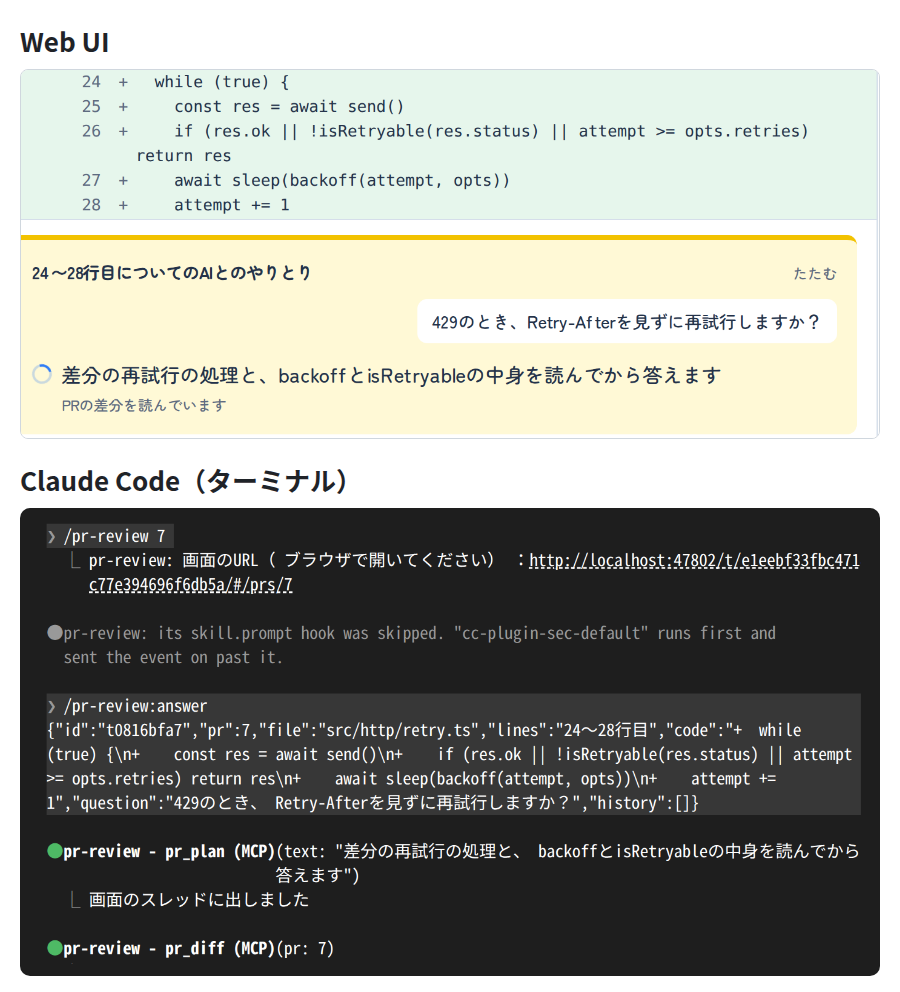 Web UI
24 + while (true) {
25 + const res = await send()
26 + if (res.ok || !isRetryable(res.status) || attempt >= opts.retries)
return res
27 + await sleep(backoff(attempt, opts))
28 + attempt += 1
24〜28行目についてのAIとのやりとり たたむ
429のとき、Retry-Afterを見ずに再試行しますか？
差分の再試行の処理と、backoffとisRetryableの中身を読んでから答えます
PRの差分を読んでいます
Claude Code（ターミナル）
❯ /pr-review 7
⎿ pr-review: 画面のURL（ ブラウザで開いてください） ：http://localhost:47802/t/e1eebf33fbc471
c77e394696f6db5a/#/prs/7
●pr-review: its skill.prompt hook was skipped. "cc-plugin-sec-default" runs first and
sent the event on past it.
❯ /pr-review:answer
{"id":"t0816bfa7","pr":7,"file":"src/http/retry.ts","lines":"24〜28行目","code":"+  while
(true) {\n+    const res = await send()\n+    if (res.ok || !isRetryable(res.status) || attempt
>= opts.retries) return res\n+    await sleep(backoff(attempt, opts))\n+    attempt +=
1","question":"429のとき、 Retry-Afterを見ずに再試行しますか？","history":[]}
●pr-review - pr_plan (MCP)(text: "差分の再試行の処理と、 backoffとisRetryableの中身を読んでから
答えます")
⎿ 画面のスレッドに出しました
●pr-review - pr_diff (MCP)(pr: 7)